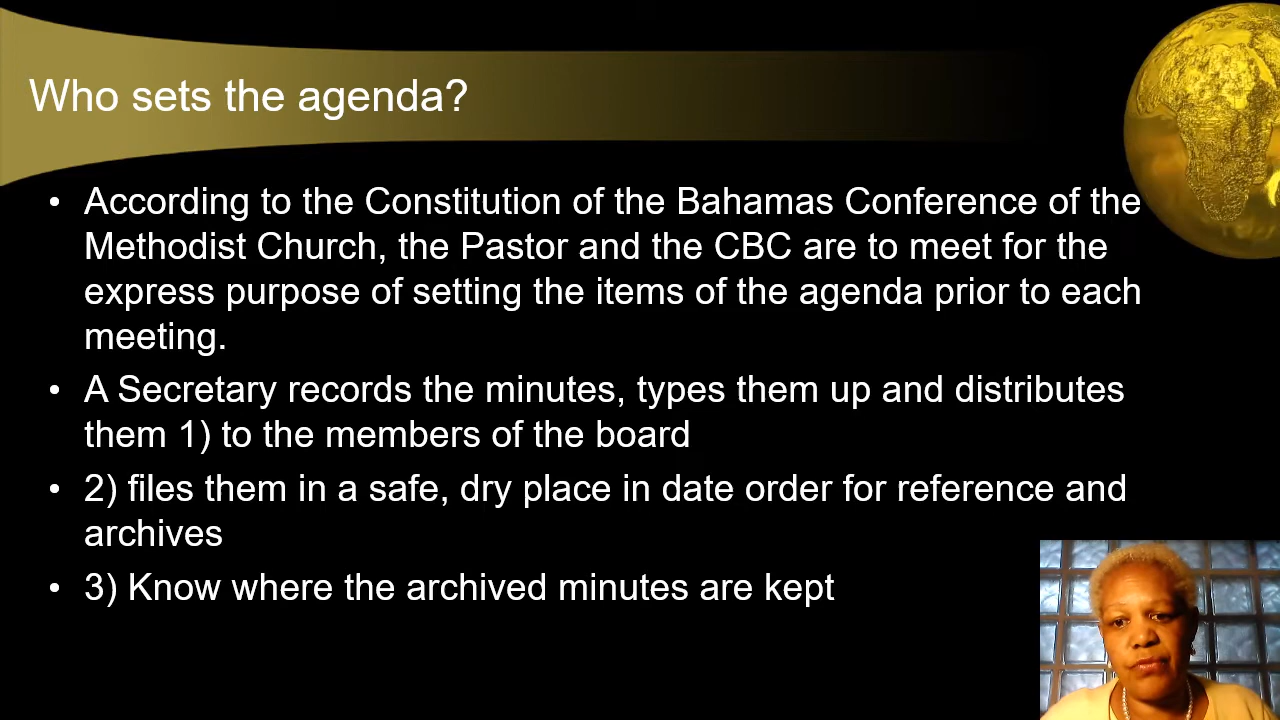 Who sets the agenda?
• According to the Constitution of the Bahamas Conference of the
Methodist Church, the Pastor and the CBC are to meet for the
express purpose of setting the items of the agenda prior to each
meeting.
• A Secretary records the minutes, types them up and distributes
them 1) to the members of the board
• 2) files them in a safe, dry place in date order for reference and
archives
• 3) Know where the archived minutes are kept